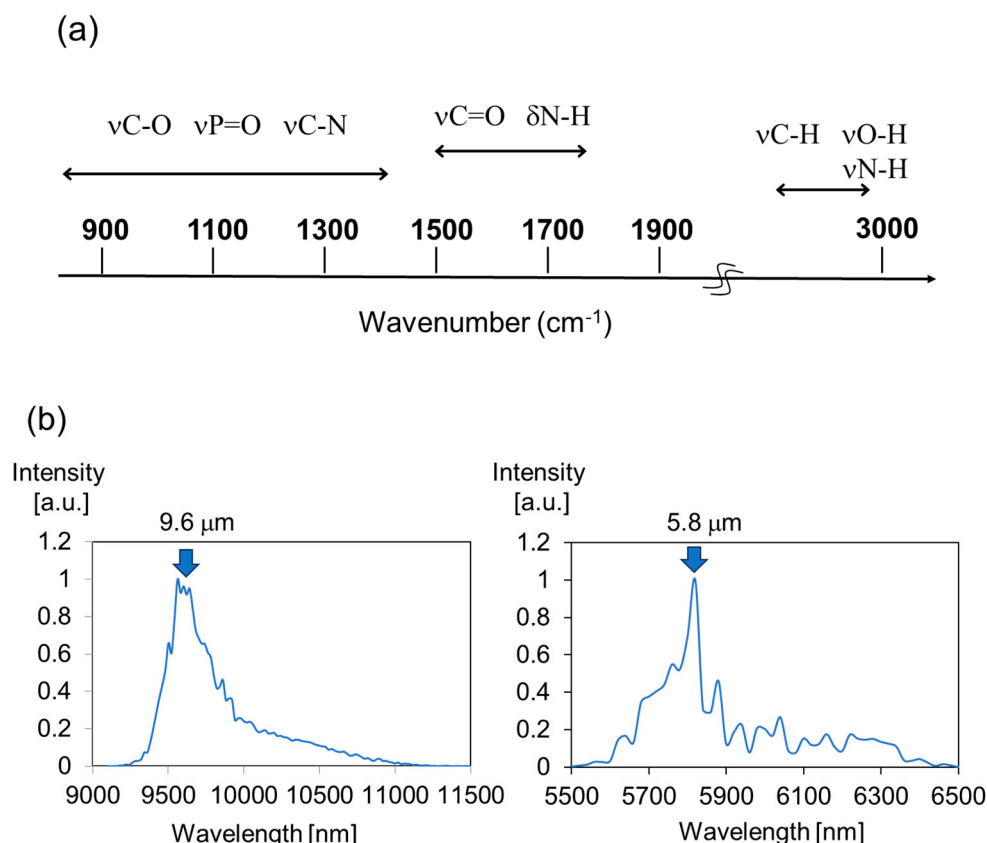 (a)
νC-O νP=O νC-N
νC=O δN-H
νC-H νO-H
νN-H
900 1100 1300 1500 1700 1900 3000
Wavenumber (cm-1)
(b)
Intensity
[a.u.]
9.6 μm
1.2
1
0.8
0.6
0.4
0.2
0
9000 9500 10000 10500 11000 11500
Wavelength [nm]
Intensity
[a.u.]
5.8 μm
1.2
1
0.8
0.6
0.4
0.2
0
5500 5700 5900 6100 6300 6500
Wavelength [nm]